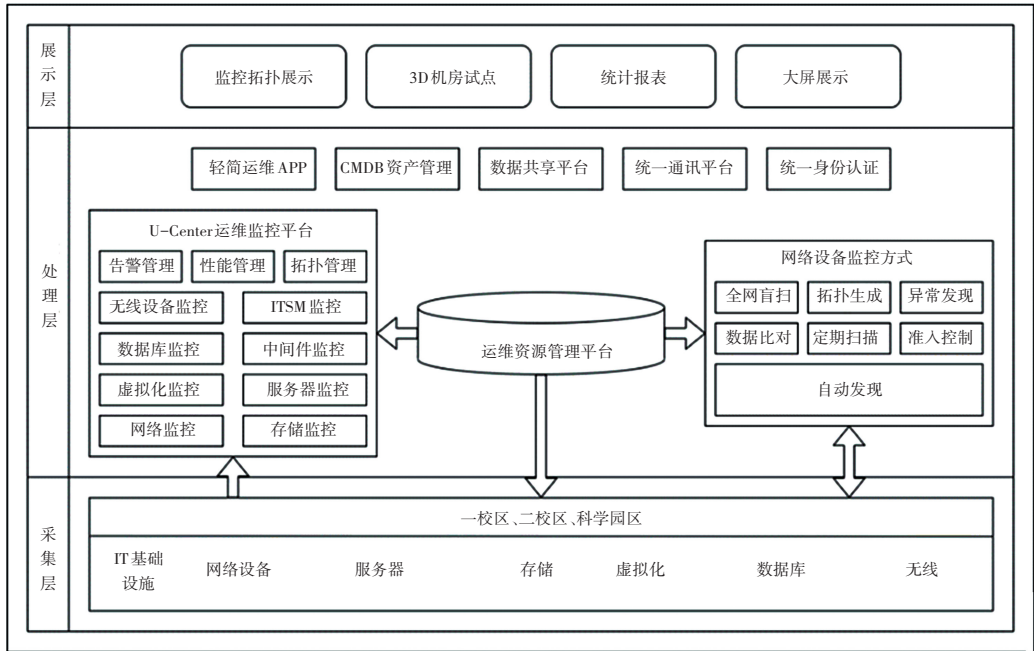 展示层
监控拓扑展示
3D机房试点
统计报表
大屏展示
处理层
轻简运维APP
CMDB资产管理
数据共享平台
统一通讯平台
统一身份认证
U-Center运维监控平台
告警管理
性能管理
拓扑管理
无线设备监控
ITSM监控
数据库监控
中间件监控
虚拟化监控
服务器监控
网络监控
存储监控
运维资源管理平台
网络设备监控方式
全网盲扫
拓扑生成
异常发现
数据比对
定期扫描
准入控制
自动发现
采集层
一校区、二校区、科学园区
IT基础
设施
网络设备
服务器
存储
虚拟化
数据库
无线